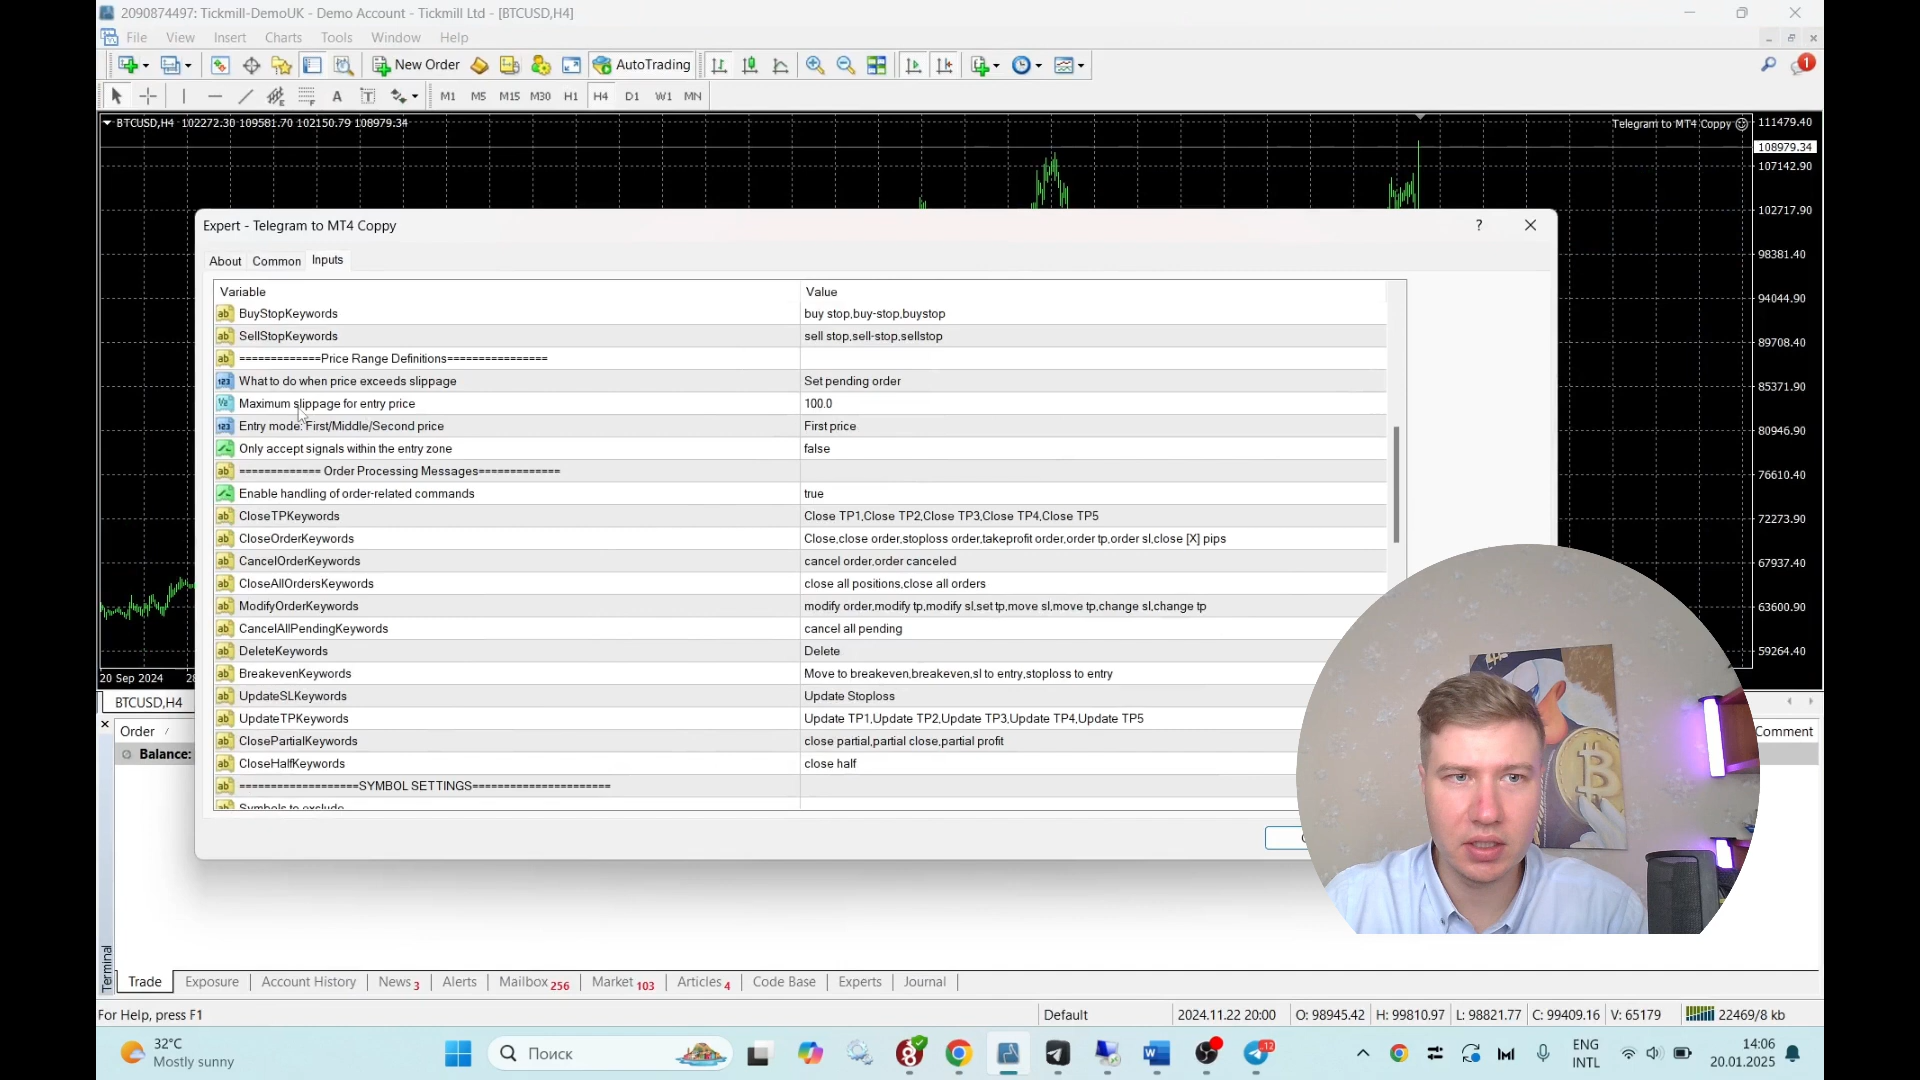 2090874497: Tickmill-DemoUK - Demo Account - Tickmill Ltd - [BTCUSD,H4]
File View Insert Charts Tools Window Help
New Order AutoTrading 1
A T M1 M5 M15 M30 H1 H4 D1 W1 MN
BTCUSD,H4 102272.30 109581.70 102150.79 108979.34
Telegram to MT4 Coppy
111479.40
108979.34
107142.90
102717.90
98381.40
94044.90
89708.40
85371.90
80946.90
76610.40
72273.90
67937.40
63600.90
59264.40
Expert - Telegram to MT4 Coppy
About Common Inputs
Variable Value
BuyStopKeywords buy stop,buy-stop,buystop
SellStopKeywords sell stop,sell-stop,sellstop
=============Price Range Definitions================
What to do when price exceeds slippage Set pending order
Maximum slippage for entry price 100.0
Entry mode: First/Middle/Second price First price
Only accept signals within the entry zone false
============= Order Processing Messages=============
Enable handling of order-related commands true
CloseTPKeywords Close TP1,Close TP2,Close TP3,Close TP4,Close TP5
CloseOrderKeywords Close,close order,stoploss order,takeprofit order,order tp,order sl,close [X] pips
CancelOrderKeywords cancel order,order canceled
CloseAllOrdersKeywords close all positions,close all orders
ModifyOrderKeywords modify order,modify tp,modify sl,set tp,move sl,move tp,change sl,change tp
CancelAllPendingKeywords cancel all pending
DeleteKeywords Delete
BreakevenKeywords Move to breakeven,breakeven,sl to entry,stoploss to entry
UpdateSLKeywords Update Stoploss
UpdateTPKeywords Update TP1,Update TP2,Update TP3,Update TP4,Update TP5
ClosePartialKeywords close partial,partial close,partial profit
CloseHalfKeywords close half
===================SYMBOL SETTINGS======================
Symbols to exclude
20 Sep 2024
BTCUSD,H4
Order Comment
Balance:
Terminal
Trade Exposure Account History News 3 Alerts Mailbox 256 Market 103 Articles 4 Code Base Experts Journal
For Help, press F1 Default 2024.11.22 20:00 O: 98945.42 H: 99810.97 L: 98821.77 C: 99409.16 V: 65179 22469/8 kb
32°C
Mostly sunny
Поиск
12
ENG
INTL
14:06
20.01.2025